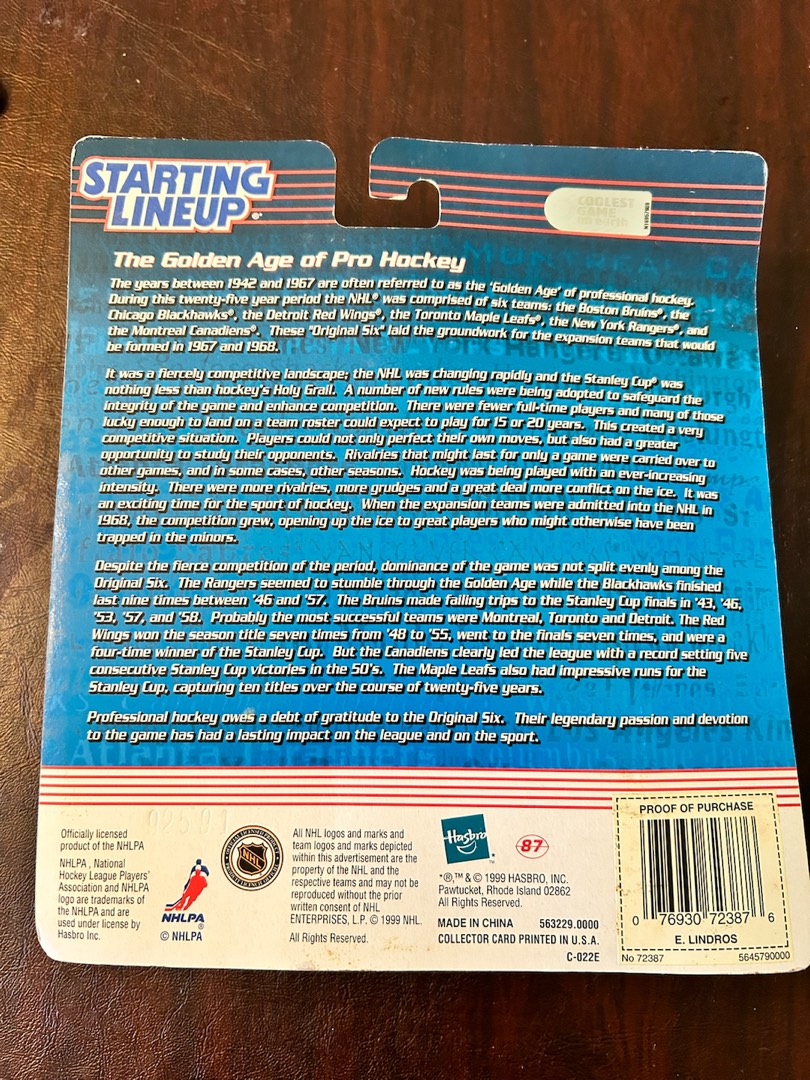 STARTING
LINEUP®
COOLEST
GAME
on earth
The Golden Age of Pro Hockey
The years between 1942 and 1967 are often referred to as the 'Golden Age' of professional hockey.
During this twenty-five year period the NHL® was comprised of six teams: the Boston Bruins®, the
Chicago Blackhawks®, the Detroit Red Wings®, the Toronto Maple Leafs®, the New York Rangers®, and
the Montreal Canadiens®. These "Original Six" laid the groundwork for the expansion teams that would
be formed in 1967 and 1968.
It was a fiercely competitive landscape; the NHL was changing rapidly and the Stanley Cup® was
nothing less than hockey's Holy Grail. A number of new rules were being adopted to safeguard the
integrity of the game and enhance competition. There were fewer full-time players and many of those
lucky enough to land on a team roster could expect to play for 15 or 20 years. This created a very
competitive situation. Players could not only perfect their own moves, but also had a greater
opportunity to study their opponents. Rivalries that might last for only a game were carried over to
other games, and in some cases, other seasons. Hockey was being played with an ever-increasing
intensity. There were more rivalries, more grudges and a great deal more conflict on the ice. It was
an exciting time for the sport of hockey. When the expansion teams were admitted into the NHL in
1968, the competition grew, opening up the ice to great players who might otherwise have been
trapped in the minors.
Despite the fierce competition of the period, dominance of the game was not split evenly among the
Original Six. The Rangers seemed to stumble through the Golden Age while the Blackhawks finished
last nine times between '46 and '57. The Bruins made failing trips to the Stanley Cup finals in '43, '46,
'53, '57, and '58. Probably the most successful teams were Montreal, Toronto and Detroit. The Red
Wings won the season title seven times from '48 to '55, went to the finals seven times, and were a
four-time winner of the Stanley Cup. But the Canadiens clearly led the league with a record setting five
consecutive Stanley Cup victories in the 50's. The Maple Leafs also had impressive runs for the
Stanley Cup, capturing ten titles over the course of twenty-five years.
Professional hockey owes a debt of gratitude to the Original Six. Their legendary passion and devotion
to the game has had a lasting impact on the league and on the sport.
Officially licensed
product of the NHLPA
NHLPA , National
Hockey League Players'
Association and NHLPA
logo are trademarks of
the NHLPA and are
used under license by
Hasbro Inc.
NHLPA
®
© NHLPA
NHL
All NHL logos and marks and
team logos and marks depicted
within this advertisement are the
property of the NHL and the
respective teams and may not be
reproduced without the prior
written consent of NHL
ENTERPRISES, L.P. © 1999 NHL.
All Rights Reserved.
Hasbro
87
*®,™ & © 1999 HASBRO, INC.
Pawtucket, Rhode Island 02862
All Rights Reserved.
MADE IN CHINA 563229.0000
COLLECTOR CARD PRINTED IN U.S.A.
C-022E
PROOF OF PURCHASE
0 76930 72387 6
E. LINDROS
No 72387 5645790000